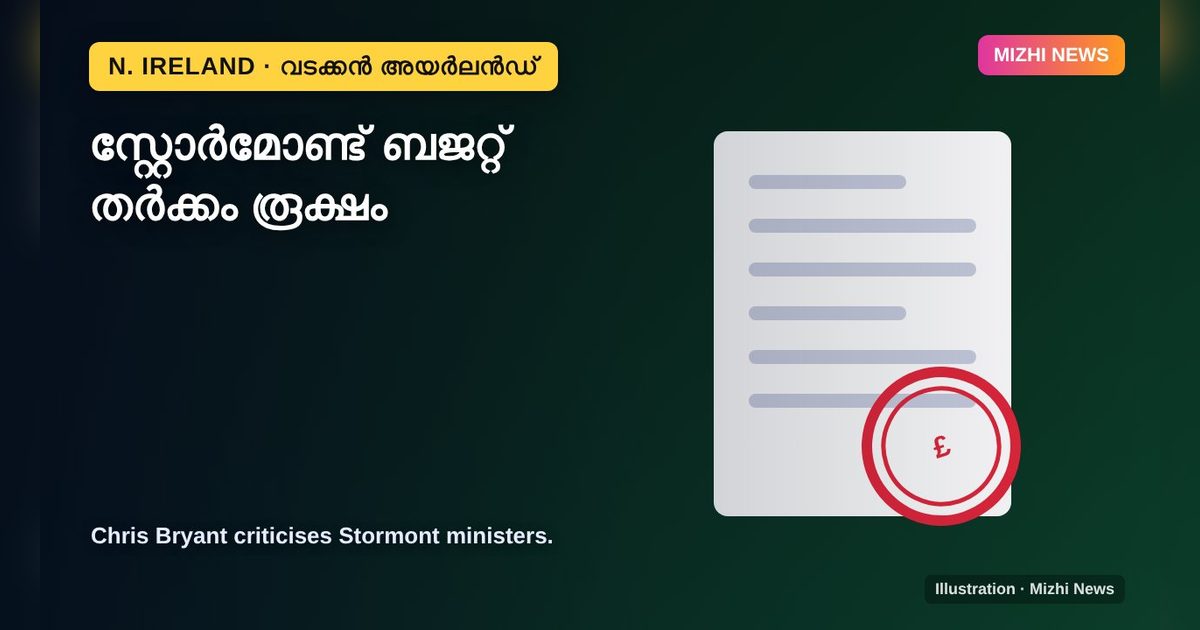 N. IRELAND · വടക്കൻ അയർലൻഡ്
MIZHI NEWS
സ്റ്റോർമോണ്ട് ബജറ്റ്
തർക്കം രൂക്ഷം
£
Chris Bryant criticises Stormont ministers.
Illustration · Mizhi News